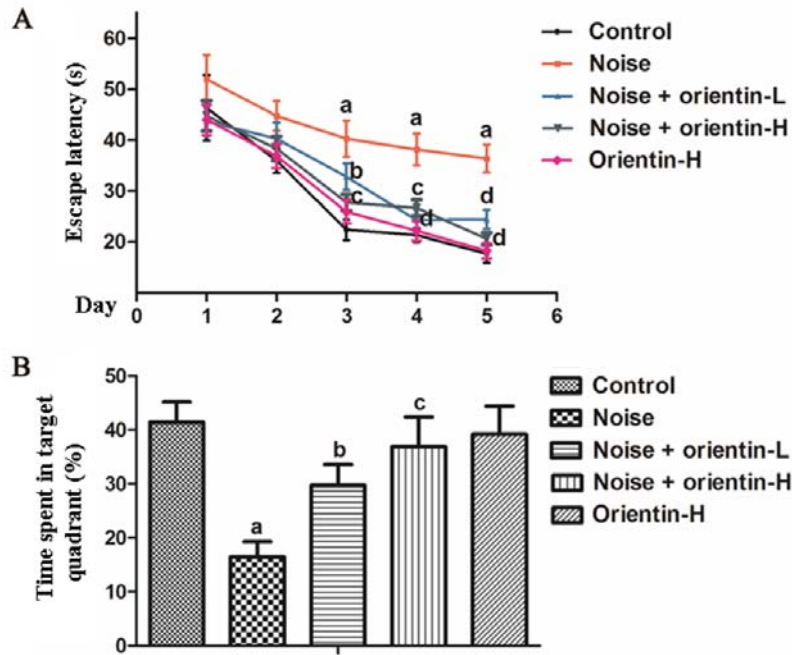 A
Escape latency (s)
60
50
40
30
20
a
a
a
b
c
c
d
d
d
Day
0
1
2
3
4
5
6
Control
Noise
Noise + orientin-L
Noise + orientin-H
Orientin-H
B
Time spent in target
quadrant (%)
50
40
30
20
10
0
a
b
c
Control
Noise
Noise + orientin-L
Noise + orientin-H
Orientin-H